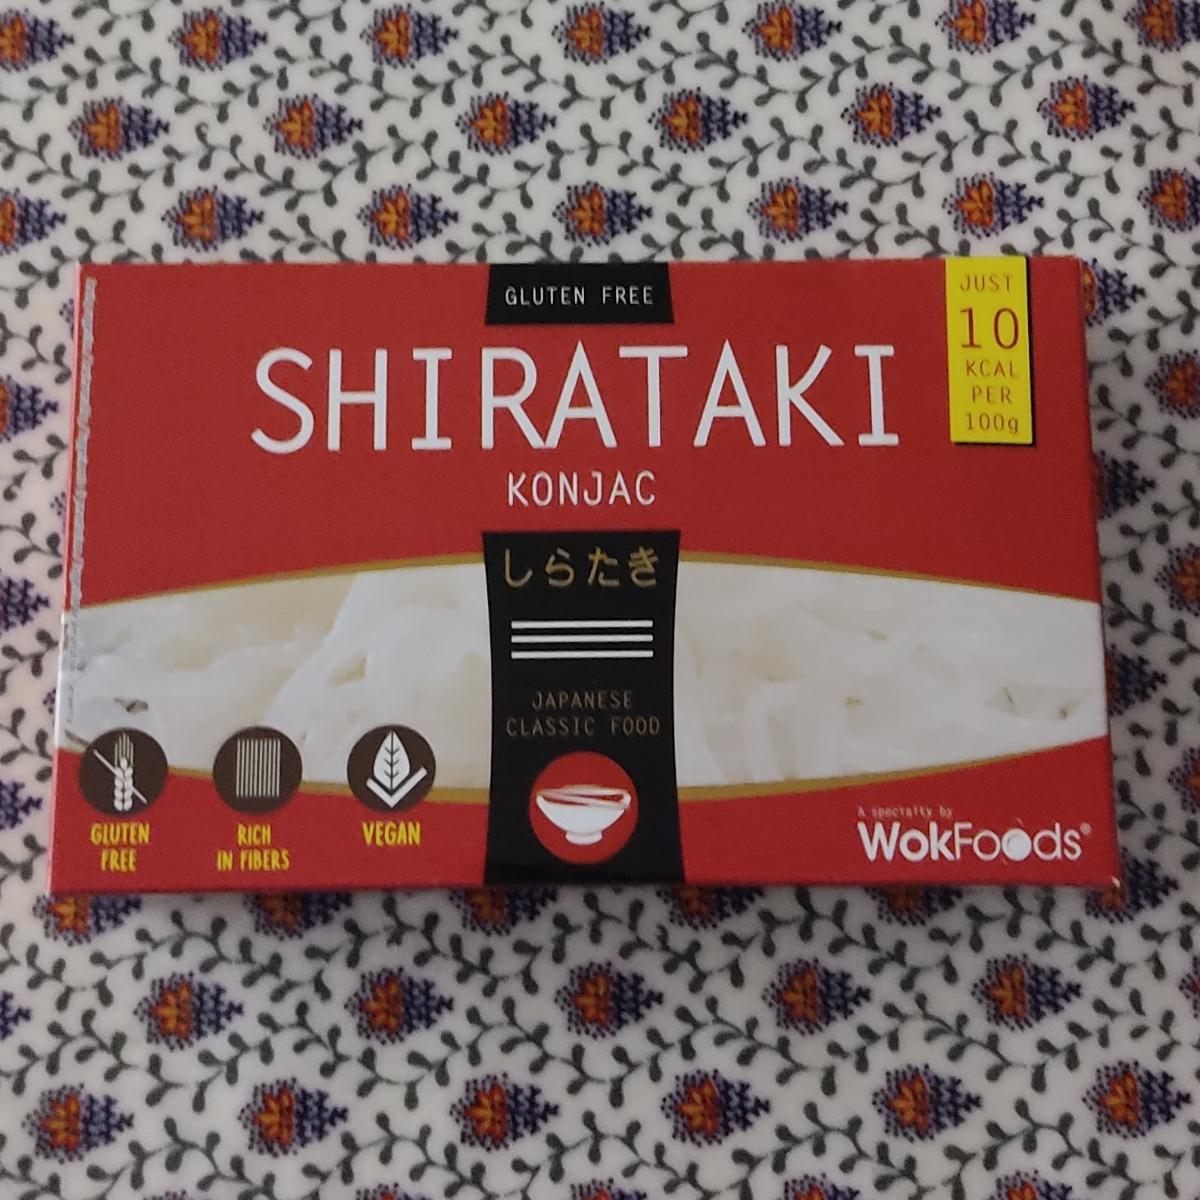 GLUTEN FREE
JUST
10
KCAL
PER
100g
SHIRATAKI
KONJAC
しらたき
JAPANESE
CLASSIC FOOD
GLUTEN
FREE
RICH
IN FIBERS
VEGAN
A specialty by
WokFoods®